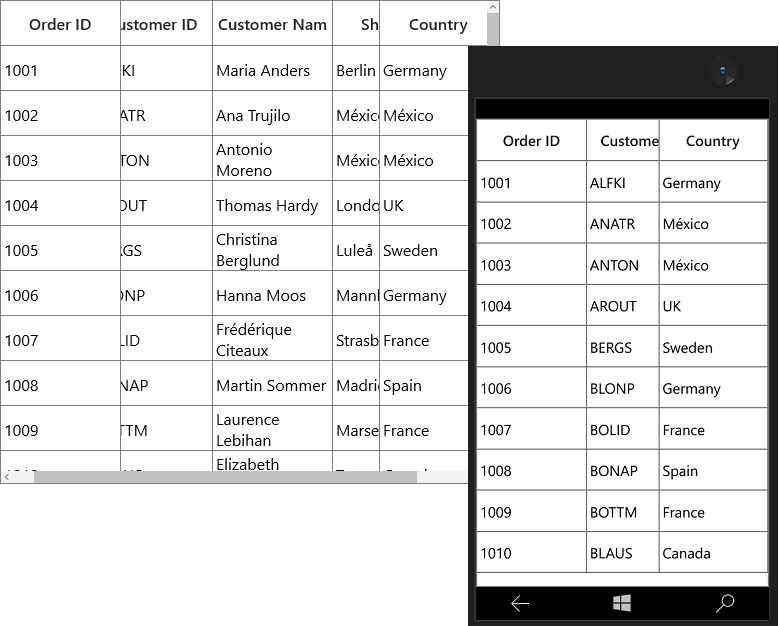 Order ID ustomer ID Customer Nam Sh Country
1001 KI Maria Anders Berlin Germany
1002 ATR Ana Trujilo Méxic México
1003 TON Antonio Moreno Méxic México
1004 OUT Thomas Hardy Londo UK
1005 RGS Christina Berglund Luleå Sweden
1006 ONP Hanna Moos Mannh Germany
1007 LID Frédérique Citeaux Strasb France
1008 NAP Martin Sommer Madri Spain
1009 TTM Laurence Lebihan Marse France
Elizabeth
Order ID Custome Country
1001 ALFKI Germany
1002 ANATR México
1003 ANTON México
1004 AROUT UK
1005 BERGS Sweden
1006 BLONP Germany
1007 BOLID France
1008 BONAP Spain
1009 BOTTM France
1010 BLAUS Canada